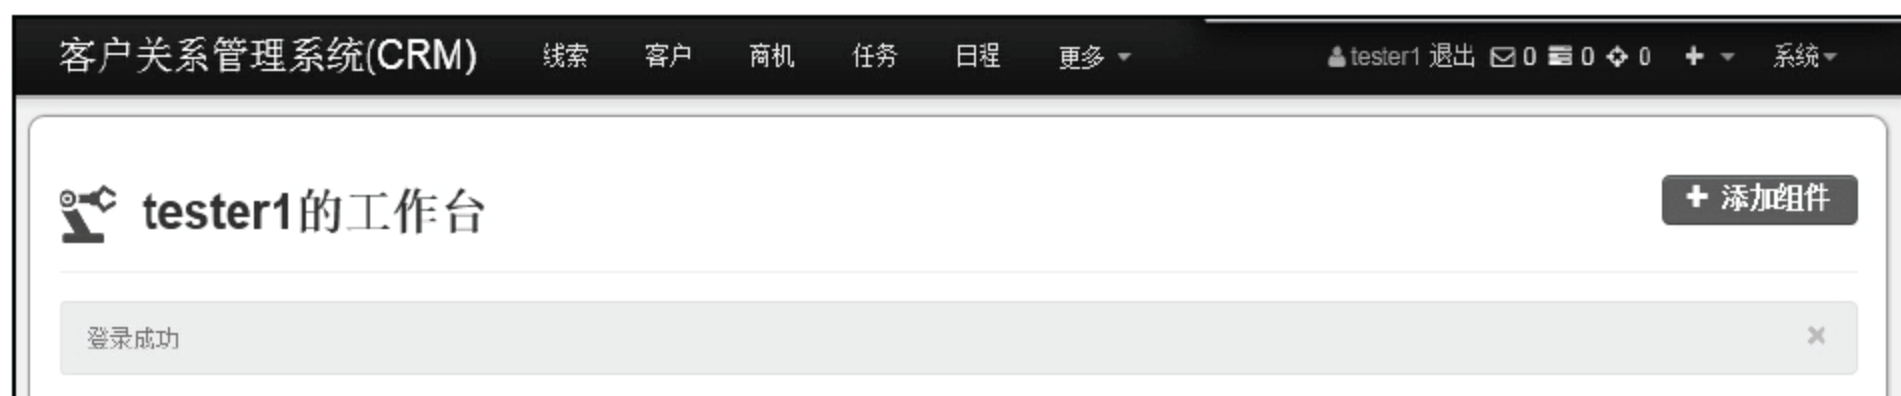 客户关系管理系统(CRM) 线索 客户 商机 任务 日程 更多 tester1 退出 0 0 0 系统
tester1的工作台 添加组件
登录成功